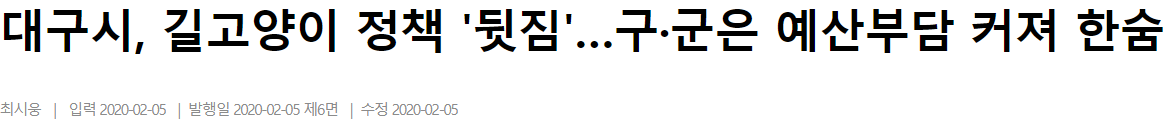 대구시, 길고양이 정책 '뒷짐'...구·군은 예산부담 커져 한숨
최시웅 | 입력 2020-02-05 | 발행일 2020-02-05 제6면 | 수정 2020-02-05